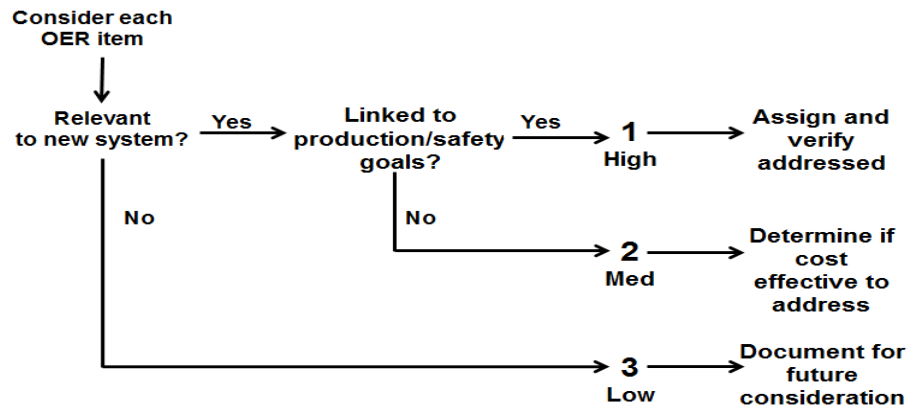 Consider each
OER item
Relevant
to new system?
Yes
Linked to
production/safety
goals?
Yes
1
High
Assign and
verify
addressed
No
No
2
Med
Determine if
cost
effective to
address
3
Low
Document for
future
consideration